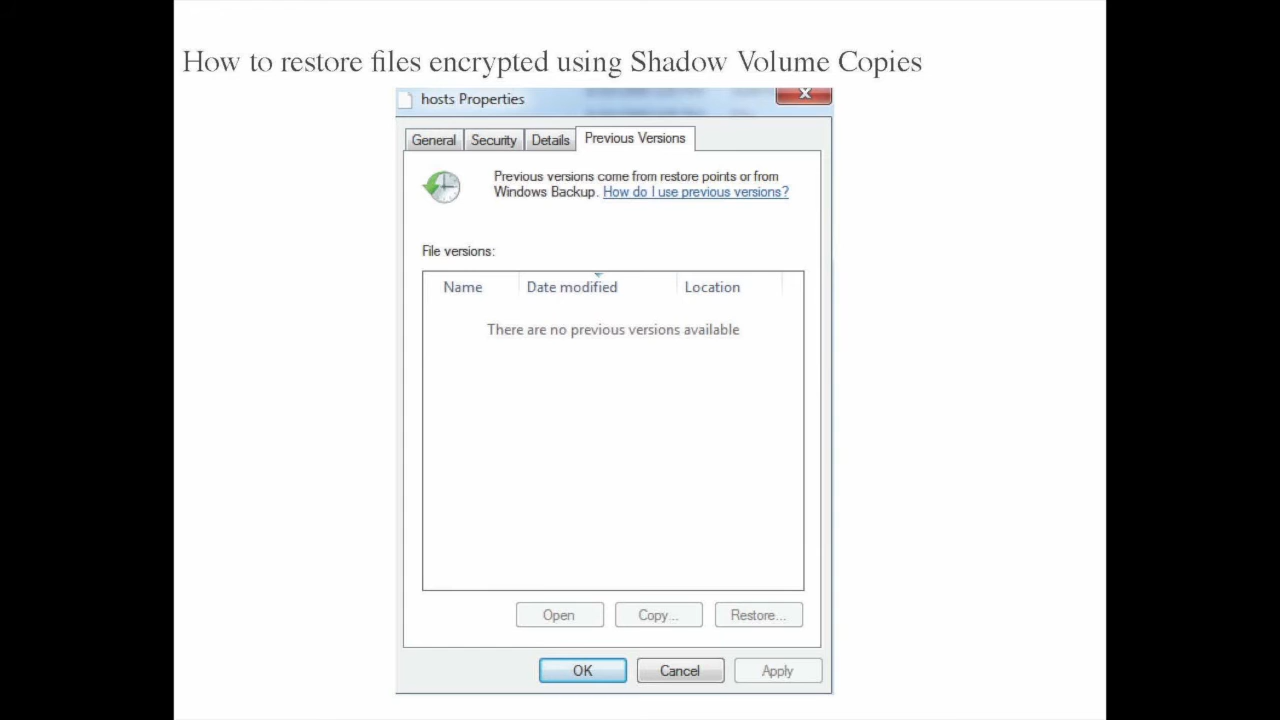 How to restore files encrypted using Shadow Volume Copies
hosts Properties
General Security Details Previous Versions
Previous versions come from restore points or from
Windows Backup. How do I use previous versions?
File versions:
Name Date modified Location
There are no previous versions available
Open Copy... Restore...
OK Cancel Apply